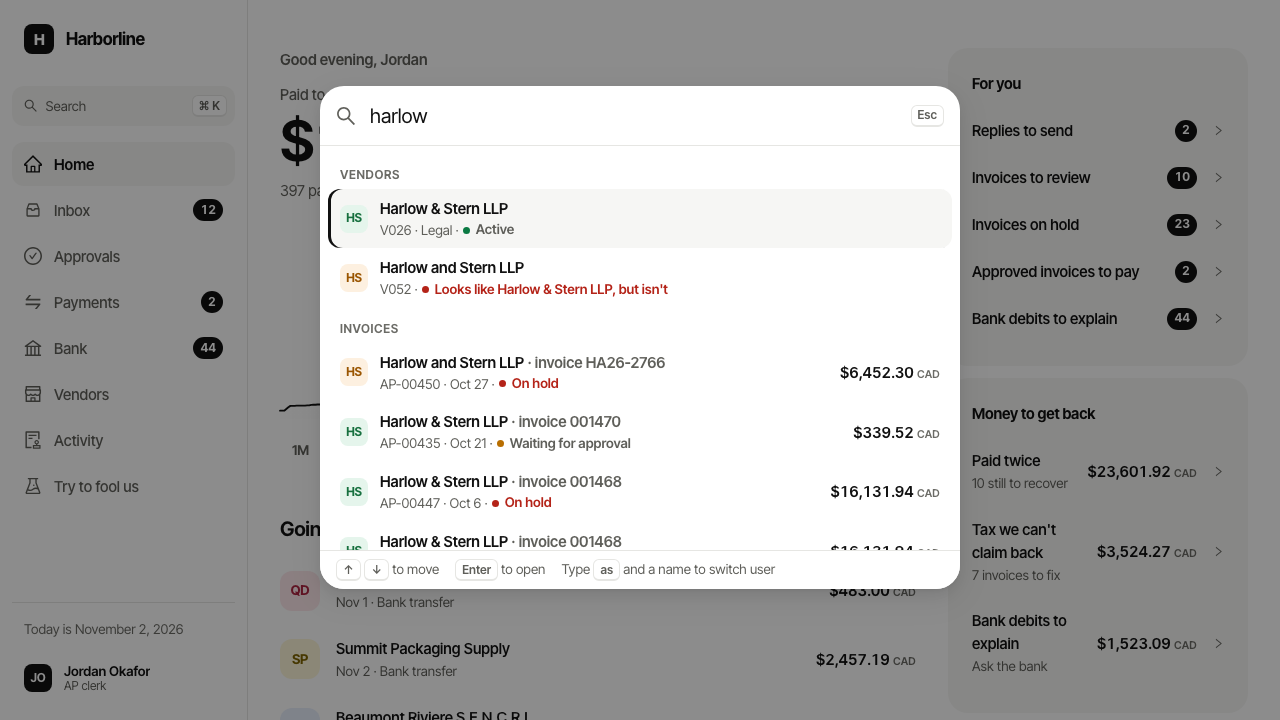 H Harborline
Search ⌘ K
Home
Inbox 12
Approvals
Payments 2
Bank 44
Vendors
Activity
Try to fool us
Today is November 2, 2026
JO Jordan Okafor
AP clerk
Good evening, Jordan
Paid to
$
397 pa
1M
Goin
harlow Esc
VENDORS
HS Harlow & Stern LLP
V026 · Legal · Active
HS Harlow and Stern LLP
V052 · Looks like Harlow & Stern LLP, but isn't
INVOICES
HS Harlow and Stern LLP · invoice HA26-2766
AP-00450 · Oct 27 · On hold
$6,452.30 CAD
HS Harlow & Stern LLP · invoice 001470
AP-00435 · Oct 21 · Waiting for approval
$339.52 CAD
HS Harlow & Stern LLP · invoice 001468
AP-00447 · Oct 6 · On hold
$16,131.94 CAD
HS Harlow & Stern LLP · invoice 001468
$16,131.94 CAD
↑ ↓ to move Enter to open Type as and a name to switch user
QD
Nov 1 · Bank transfer
$483.00 CAD
SP Summit Packaging Supply
Nov 2 · Bank transfer
$2,457.19 CAD
Beaumont Riviere S.E.N.C.R.L.
For you
Replies to send 2
Invoices to review 10
Invoices on hold 23
Approved invoices to pay 2
Bank debits to explain 44
Money to get back
Paid twice
10 still to recover
$23,601.92 CAD
Tax we can't
claim back
7 invoices to fix
$3,524.27 CAD
Bank debits to
explain
Ask the bank
$1,523.09 CAD